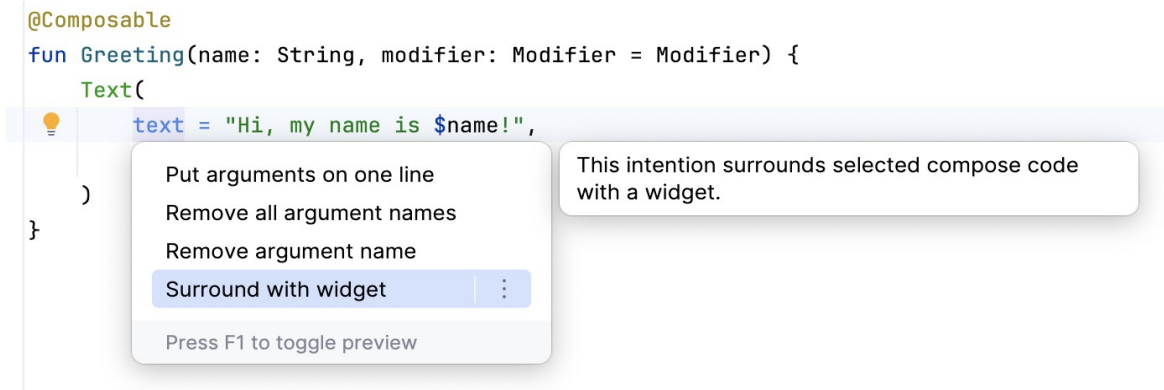 @Composable
fun Greeting(name: String, modifier: Modifier = Modifier) {
Text(
text = "Hi, my name is $name!",
Put arguments on one line
Remove all argument names
Remove argument name
Surround with widget
Press F1 to toggle preview
This intention surrounds selected compose code
with a widget.
)
}